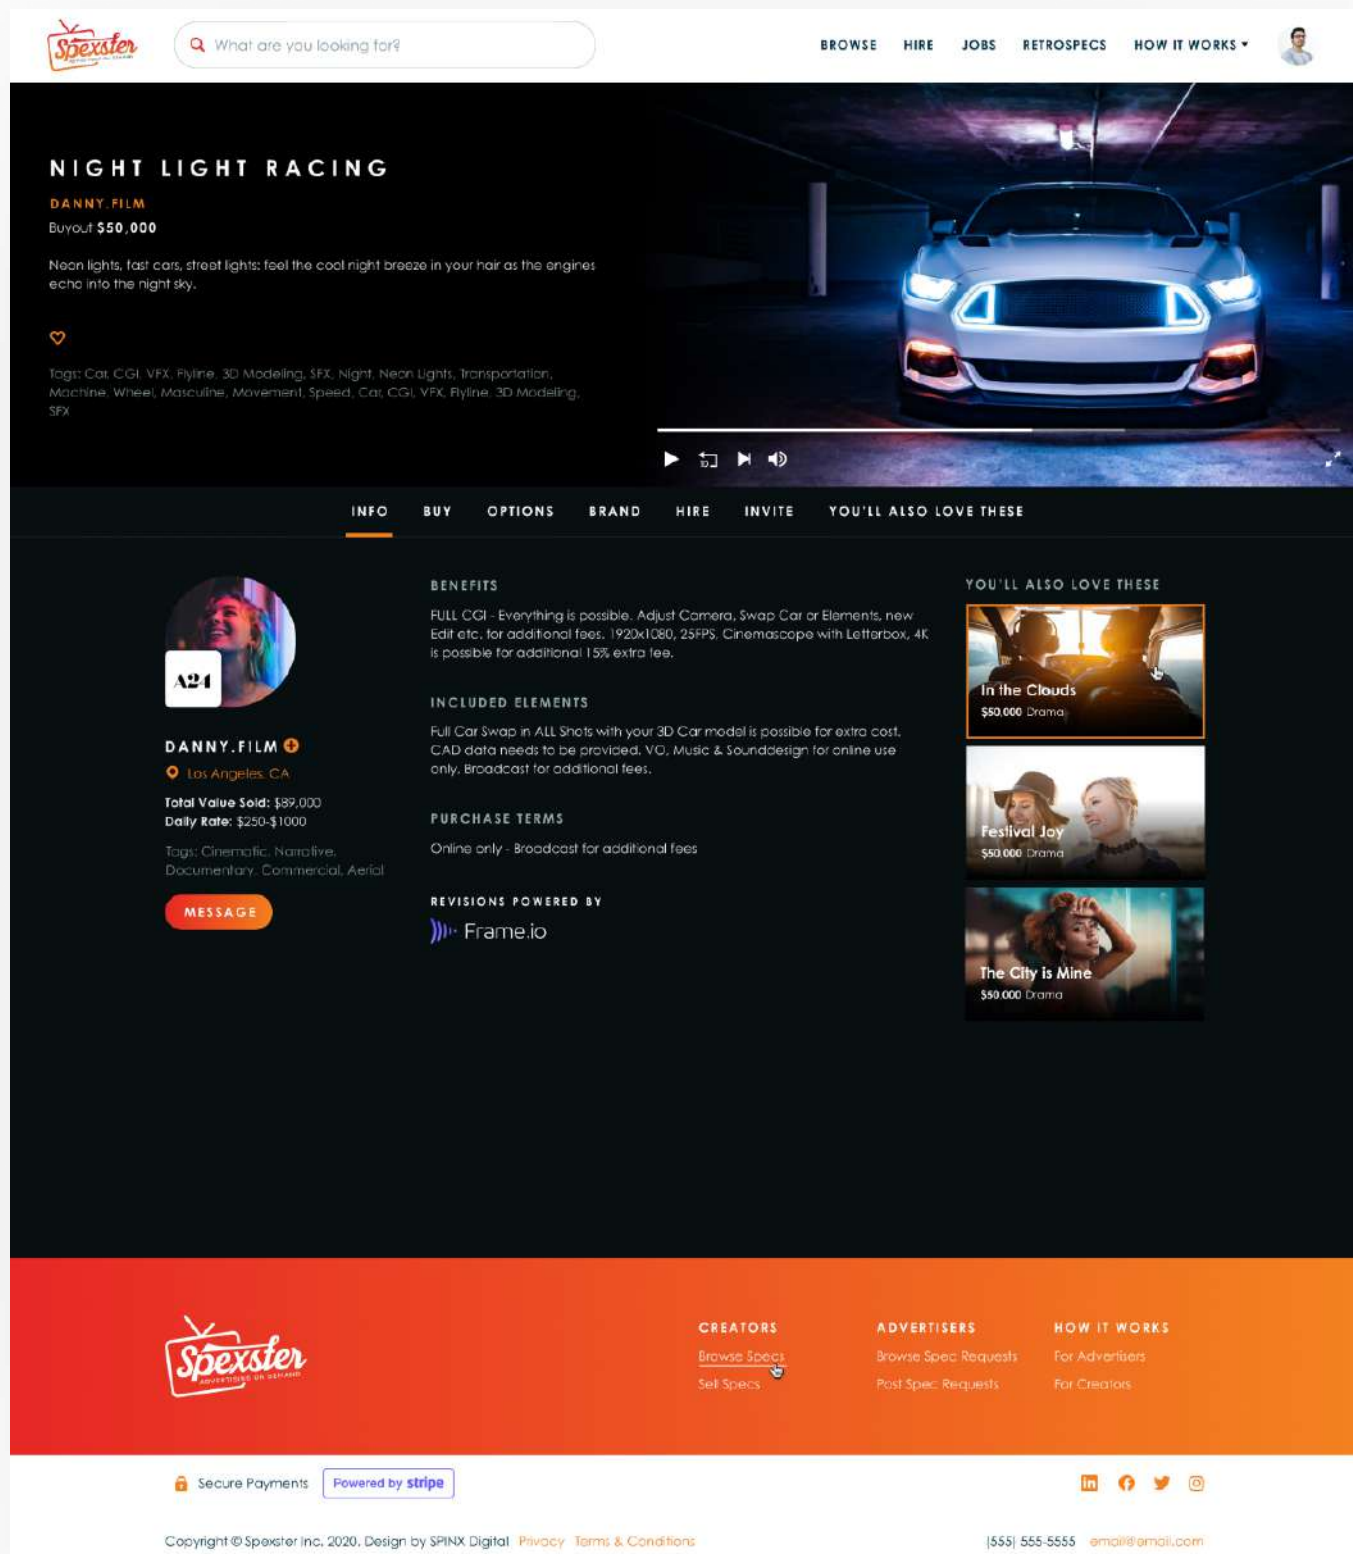 Spexster
What are you looking for?
BROWSE HIRE JOBS RETROSPECS HOW IT WORKS
NIGHT LIGHT RACING
DANNY.FILM
Buyout $50,000
Neon lights, fast cars, street lights: feel the cool night breeze in your hair as the engines
echo into the night sky.
Tags: Car, CGI, VFX, Flyline, 3D Modeling, SFX, Night, Neon Lights, Transportation,
Machine, Wheel, Masculine, Movement, Speed, Car, CGI, VFX, Flyline, 3D Modeling,
SFX
10
INFO BUY OPTIONS BRAND HIRE INVITE YOU'LL ALSO LOVE THESE
A24
DANNY.FILM
Los Angeles, CA
Total Value Sold: $89,000
Daily Rate: $250-$1000
Tags: Cinematic, Narrative,
Documentary, Commercial, Aerial
MESSAGE
BENEFITS
FULL CGI - Everything is possible. Adjust Camera, Swap Car or Elements, new
Edit etc. for additional fees. 1920x1080, 25FPS, Cinemascope with Letterbox, 4K
is possible for additional 15% extra fee.
INCLUDED ELEMENTS
Full Car Swap in ALL Shots with your 3D Car model is possible for extra cost.
CAD data needs to be provided. VO, Music & Sounddesign for online use
only. Broadcast for additional fees.
PURCHASE TERMS
Online only - Broadcast for additional fees
REVISIONS POWERED BY
Frame.io
YOU'LL ALSO LOVE THESE
In the Clouds
$50,000 Drama
Festival Joy
$50,000 Drama
The City is Mine
$50,000 Drama
Spexster
ADVERTISING ON DEMAND
CREATORS
Browse Specs
Sell Specs
ADVERTISERS
Browse Spec Requests
Post Spec Requests
HOW IT WORKS
For Advertisers
For Creators
Secure Payments Powered by stripe
Copyright © Spexster Inc. 2020. Design by SPINX Digital Privacy Terms & Conditions
(555) 555-5555 email@email.com